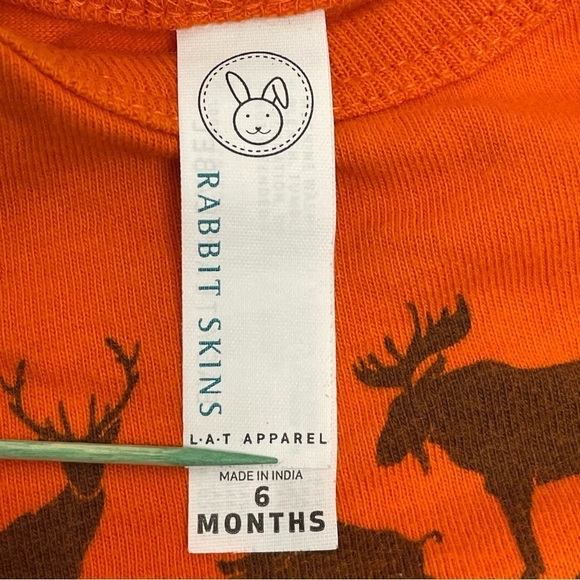 RABBIT SKINS
L·A·T APPAREL
MADE IN INDIA
6
MONTHS